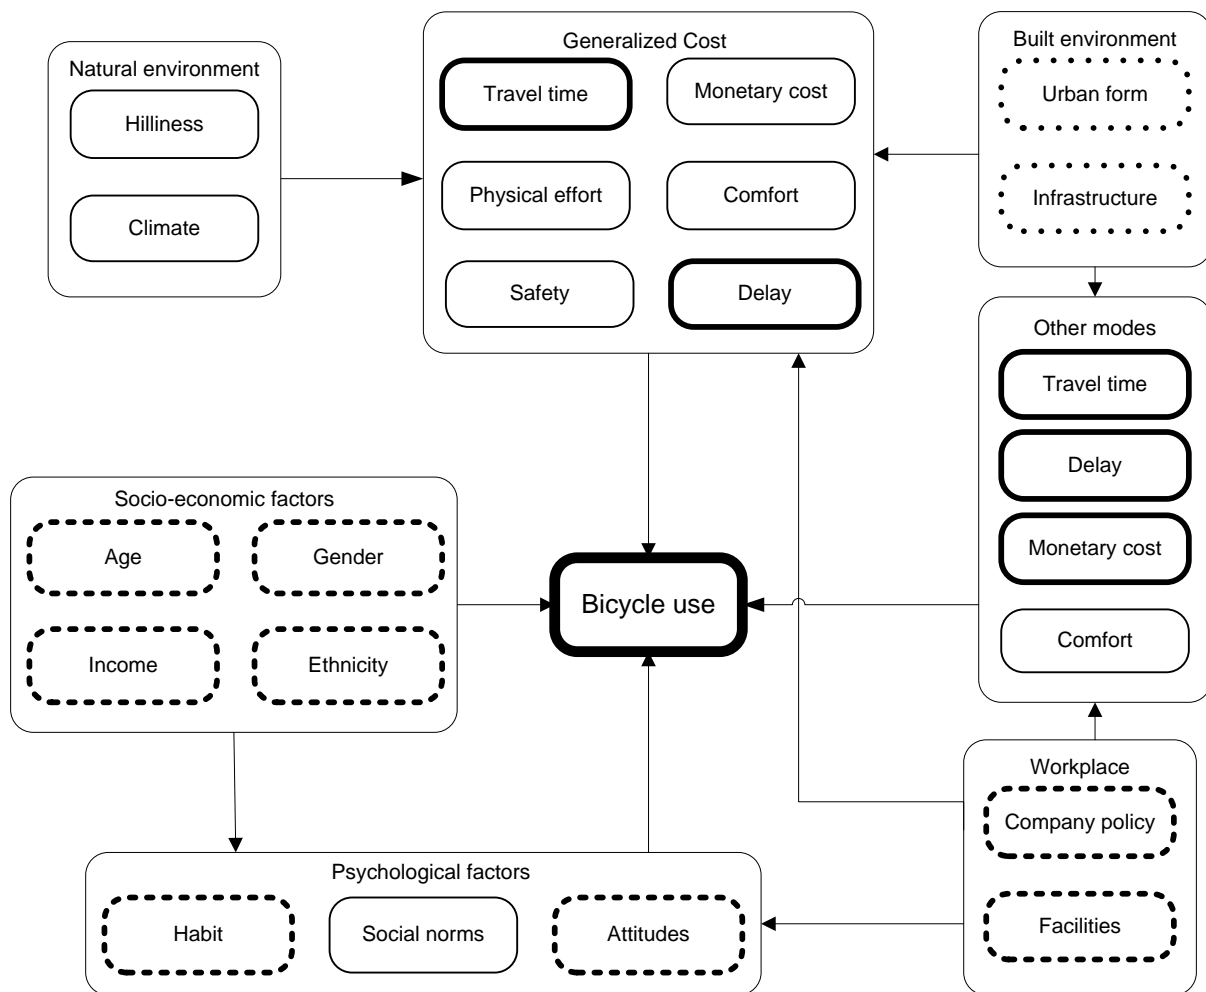 Natural environment
Hilliness
Climate
Generalized Cost
Travel time
Monetary cost
Physical effort
Comfort
Safety
Delay
Built environment
Urban form
Infrastructure
Other modes
Travel time
Delay
Monetary cost
Comfort
Socio-economic factors
Age
Gender
Income
Ethnicity
Bicycle use
Workplace
Company policy
Facilities
Psychological factors
Habit
Social norms
Attitudes